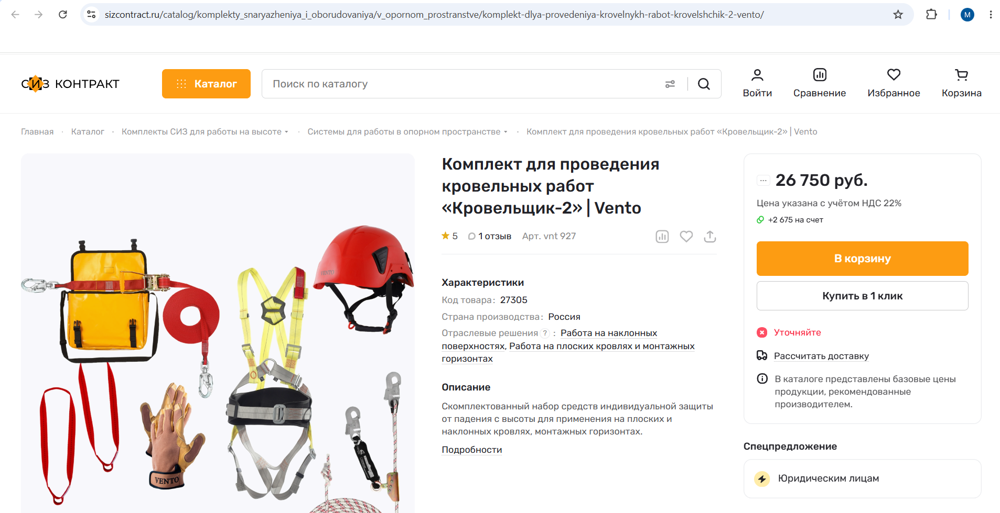 sizcontract.ru/catalog/komplekty_snaryazheniya_i_oborudovaniya/v_opornom_prostranstve/komplekt-dlya-provedeniya-krovelnykh-rabot-krovelshchik-2-vento/
M
СИЗ КОНТРАКТ
Каталог
Поиск по каталогу
Войти
Сравнение
Избранное
Корзина
Главная · Каталог · Комплекты СИЗ для работы на высоте · Системы для работы в опорном пространстве · Комплект для проведения кровельных работ «Кровельщик-2» | Vento
Комплект для проведения
кровельных работ
«Кровельщик-2» | Vento
5 1 отзыв Арт. vnt 927
Характеристики
Код товара: 27305
Страна производства: Россия
Отраслевые решения ? : Работа на наклонных
поверхностях, Работа на плоских кровлях и монтажных
горизонтах
Описание
Скомплектованный набор средств индивидуальной защиты
от падения с высоты для применения на плоских и
наклонных кровлях, монтажных горизонтах.
Подробности
VENTO
VENTO
26 750 руб.
Цена указана с учётом НДС 22%
+2 675 на счет
В корзину
Купить в 1 клик
Уточняйте
Рассчитать доставку
В каталоге представлены базовые цены
продукции, рекомендованные
производителем.
Спецпредложение
Юридическим лицам